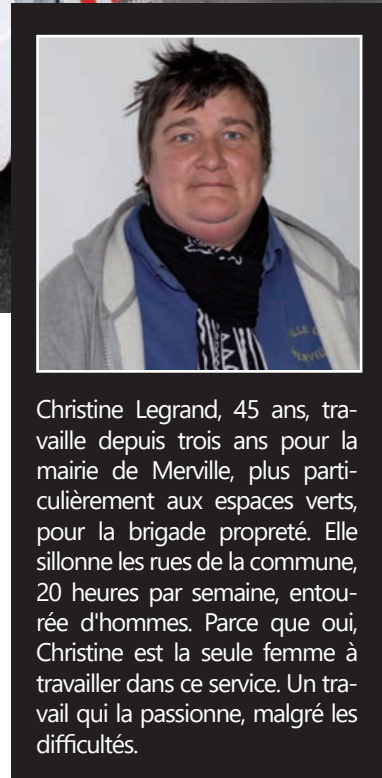 LLE
MERVIL
Christine Legrand, 45 ans, tra-
vaille depuis trois ans pour la
mairie de Merville, plus parti-
culièrement aux espaces verts,
pour la brigade propreté. Elle
sillonne les rues de la commune,
20 heures par semaine, entou-
rée d'hommes. Parce que oui,
Christine est la seule femme à
travailler dans ce service. Un tra-
vail qui la passionne, malgré les
difficultés.